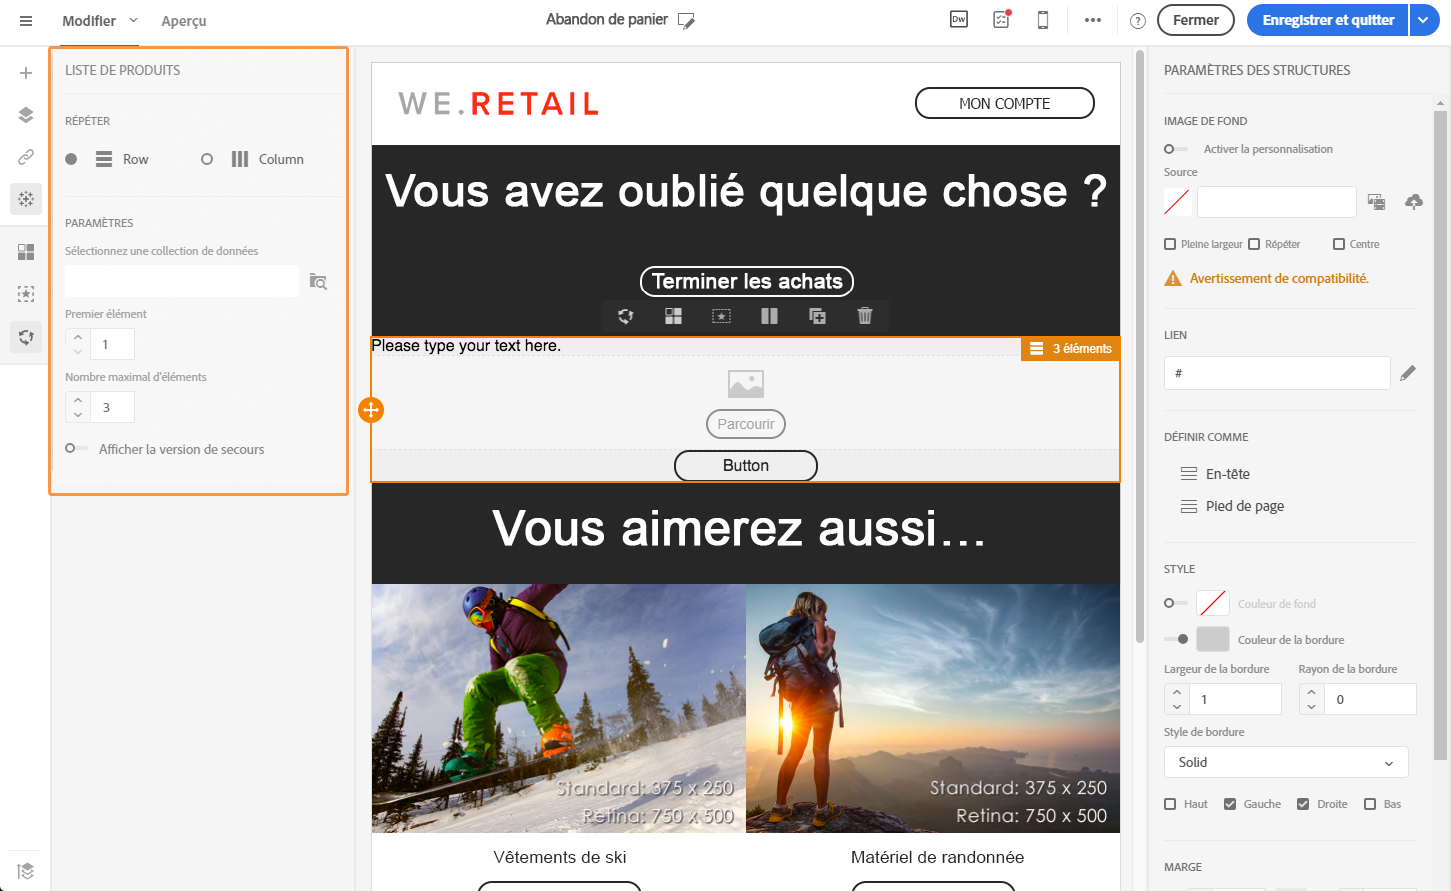 Modifier
Aperçu
Abandon de panier
Dw
?
Fermer
Enregistrer et quitter
LISTE DE PRODUITS
RÉPÉTER
Row
Column
PARAMÈTRES
Sélectionnez une collection de données
Premier élément
1
Nombre maximal d'éléments
3
Afficher la version de secours
WE.RETAIL
MON COMPTE
Vous avez oublié quelque chose ?
Terminer les achats
Please type your text here.
3 éléments
Parcourir
Button
Vous aimerez aussi...
Standard: 375 x 250
Retina: 750 x 500
Standard: 375 x 250
Retina: 750 x 500
Vêtements de ski
Matériel de randonnée
PARAMÈTRES DES STRUCTURES
IMAGE DE FOND
Activer la personnalisation
Source
Pleine largeur
Répéter
Centre
Avertissement de compatibilité.
LIEN
#
DÉFINIR COMME
En-tête
Pied de page
STYLE
Couleur de fond
Couleur de la bordure
Largeur de la bordure
Rayon de la bordure
1
0
Style de bordure
Solid
Haut
Gauche
Droite
Bas
MARGE